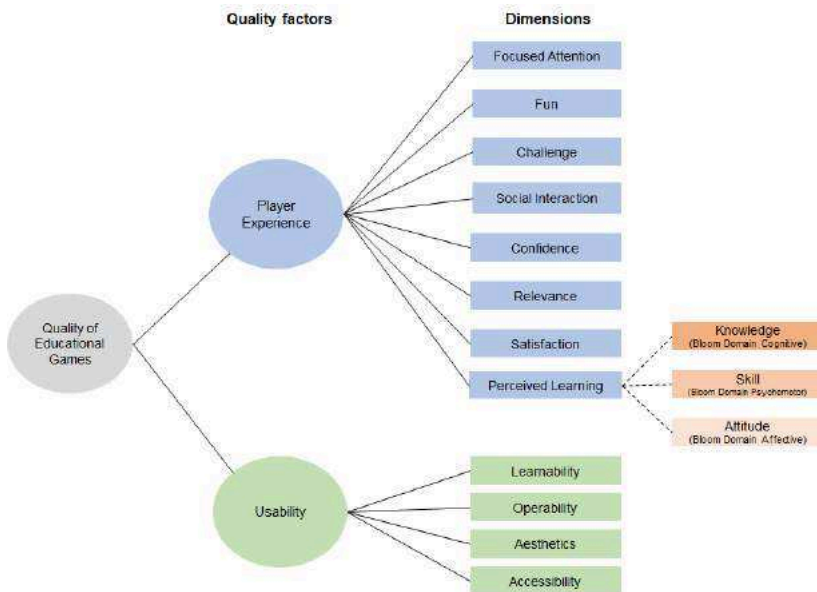 Quality factors
Dimensions
Focused Attention
Fun
Challenge
Social Interaction
Confidence
Relevance
Satisfaction
Perceived Learning
Player
Experience
Quality of
Educational
Games
Knowledge
(Bloom Domain Cognitive)
Skill
(Bloom Domain Psychomotor)
Attitude
(Bloom Domain Affective)
Usability
Learnability
Operability
Aesthetics
Accessibility